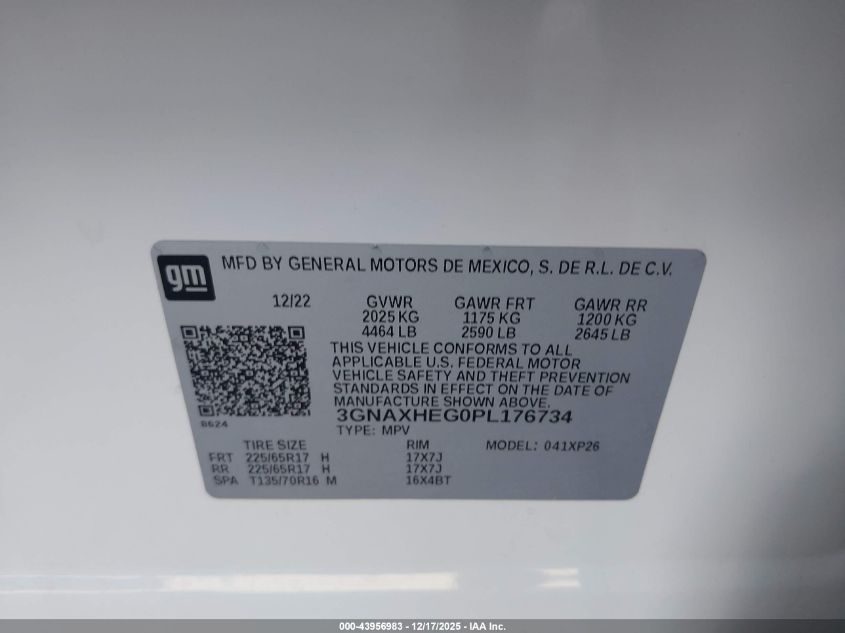 gm
MFD BY GENERAL MOTORS DE MEXICO, S. DE R.L. DE C.V.
12/22 GVWR GAWR FRT GAWR RR
2025 KG 1175 KG 1200 KG
4464 LB 2590 LB 2645 LB
THIS VEHICLE CONFORMS TO ALL
APPLICABLE U.S. FEDERAL MOTOR
VEHICLE SAFETY AND THEFT PREVENTION
STANDARDS IN EFFECT ON THE DATE OF
MANUFACTURE SHOWN ABOVE.
3GNAXHEG0PL176734
8624
TYPE: MPV
TIRE SIZE RIM MODEL: 041XP26
FRT 225/65R17 H 17X7J
RR 225/65R17 H 17X7J
SPA T135/70R16 M 16X4BT
000-43956983 - 12/17/2025 - IAA Inc.